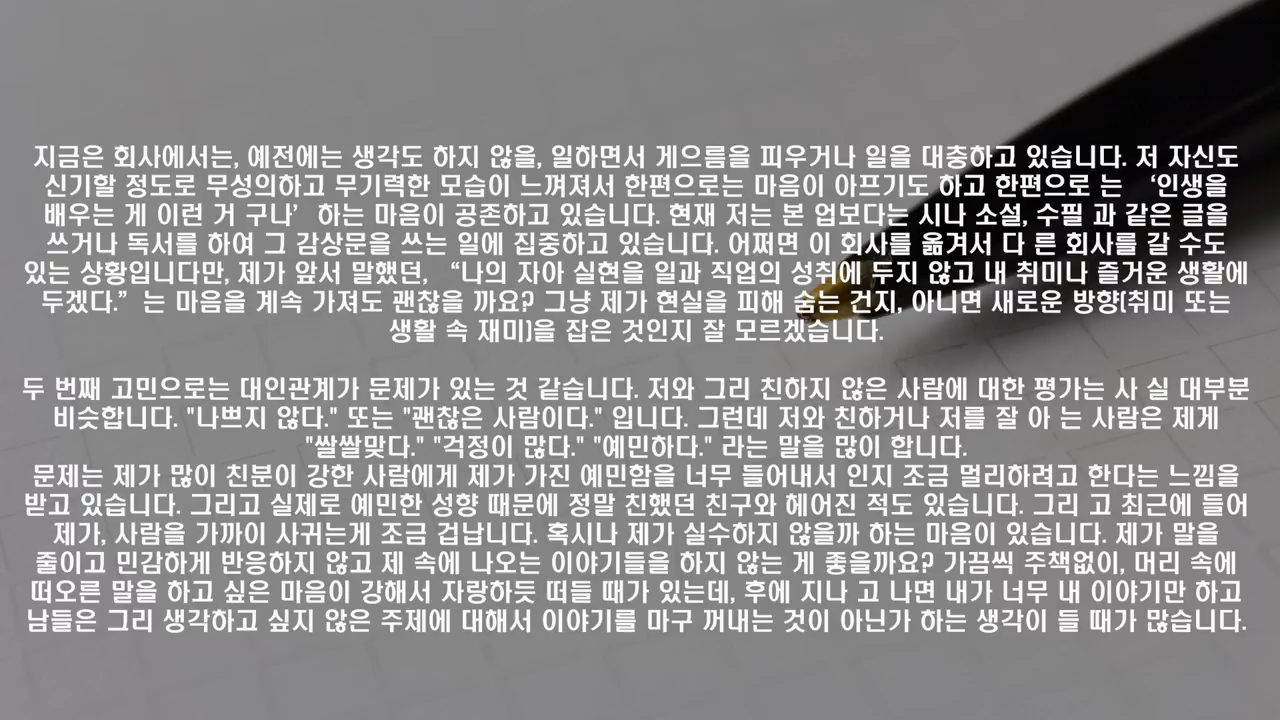 지금은 회사에서는, 예전에는 생각도 하지 않을, 일하면서 게으름을 피우거나 일을 대충하고 있습니다. 저 자신도
신기할 정도로 무성의하고 무기력한 모습이 느껴져서 한편으로는 마음이 아프기도 하고 한편으로 는 ‘인생을
배우는 게 이런 거 구나’ 하는 마음이 공존하고 있습니다. 현재 저는 본 업보다는 시나 소설, 수필 과 같은 글을
쓰거나 독서를 하여 그 감상문을 쓰는 일에 집중하고 있습니다. 어쩌면 이 회사를 옮겨서 다 른 회사를 갈 수도
있는 상황입니다만, 제가 앞서 말했던, “나의 자아 실현을 일과 직업의 성취에 두지 않고 내 취미나 즐거운 생활에
두겠다.” 는 마음을 계속 가져도 괜찮을 까요? 그냥 제가 현실을 피해 숨는 건지, 아니면 새로운 방향(취미 또는
생활 속 재미)을 잡은 것인지 잘 모르겠습니다.
두 번째 고민으로는 대인관계가 문제가 있는 것 같습니다. 저와 그리 친하지 않은 사람에 대한 평가는 사 실 대부분
비슷합니다. "나쁘지 않다." 또는 "괜찮은 사람이다." 입니다. 그런데 저와 친하거나 저를 잘 아 는 사람은 제게
"쌀쌀맞다." "걱정이 많다." "예민하다." 라는 말을 많이 합니다.
문제는 제가 많이 친분이 강한 사람에게 제가 가진 예민함을 너무 들어내서 인지 조금 멀리하려고 한다는 느낌을
받고 있습니다. 그리고 실제로 예민한 성향 때문에 정말 친했던 친구와 헤어진 적도 있습니다. 그리 고 최근에 들어
제가, 사람을 가까이 사귀는게 조금 겁납니다. 혹시나 제가 실수하지 않을까 하는 마음이 있습니다. 제가 말을
줄이고 민감하게 반응하지 않고 제 속에 나오는 이야기들을 하지 않는 게 좋을까요? 가끔씩 주책없이, 머리 속에
떠오른 말을 하고 싶은 마음이 강해서 자랑하듯 떠들 때가 있는데, 후에 지나 고 나면 내가 너무 내 이야기만 하고
남들은 그리 생각하고 싶지 않은 주제에 대해서 이야기를 마구 꺼내는 것이 아닌가 하는 생각이 들 때가 많습니다.